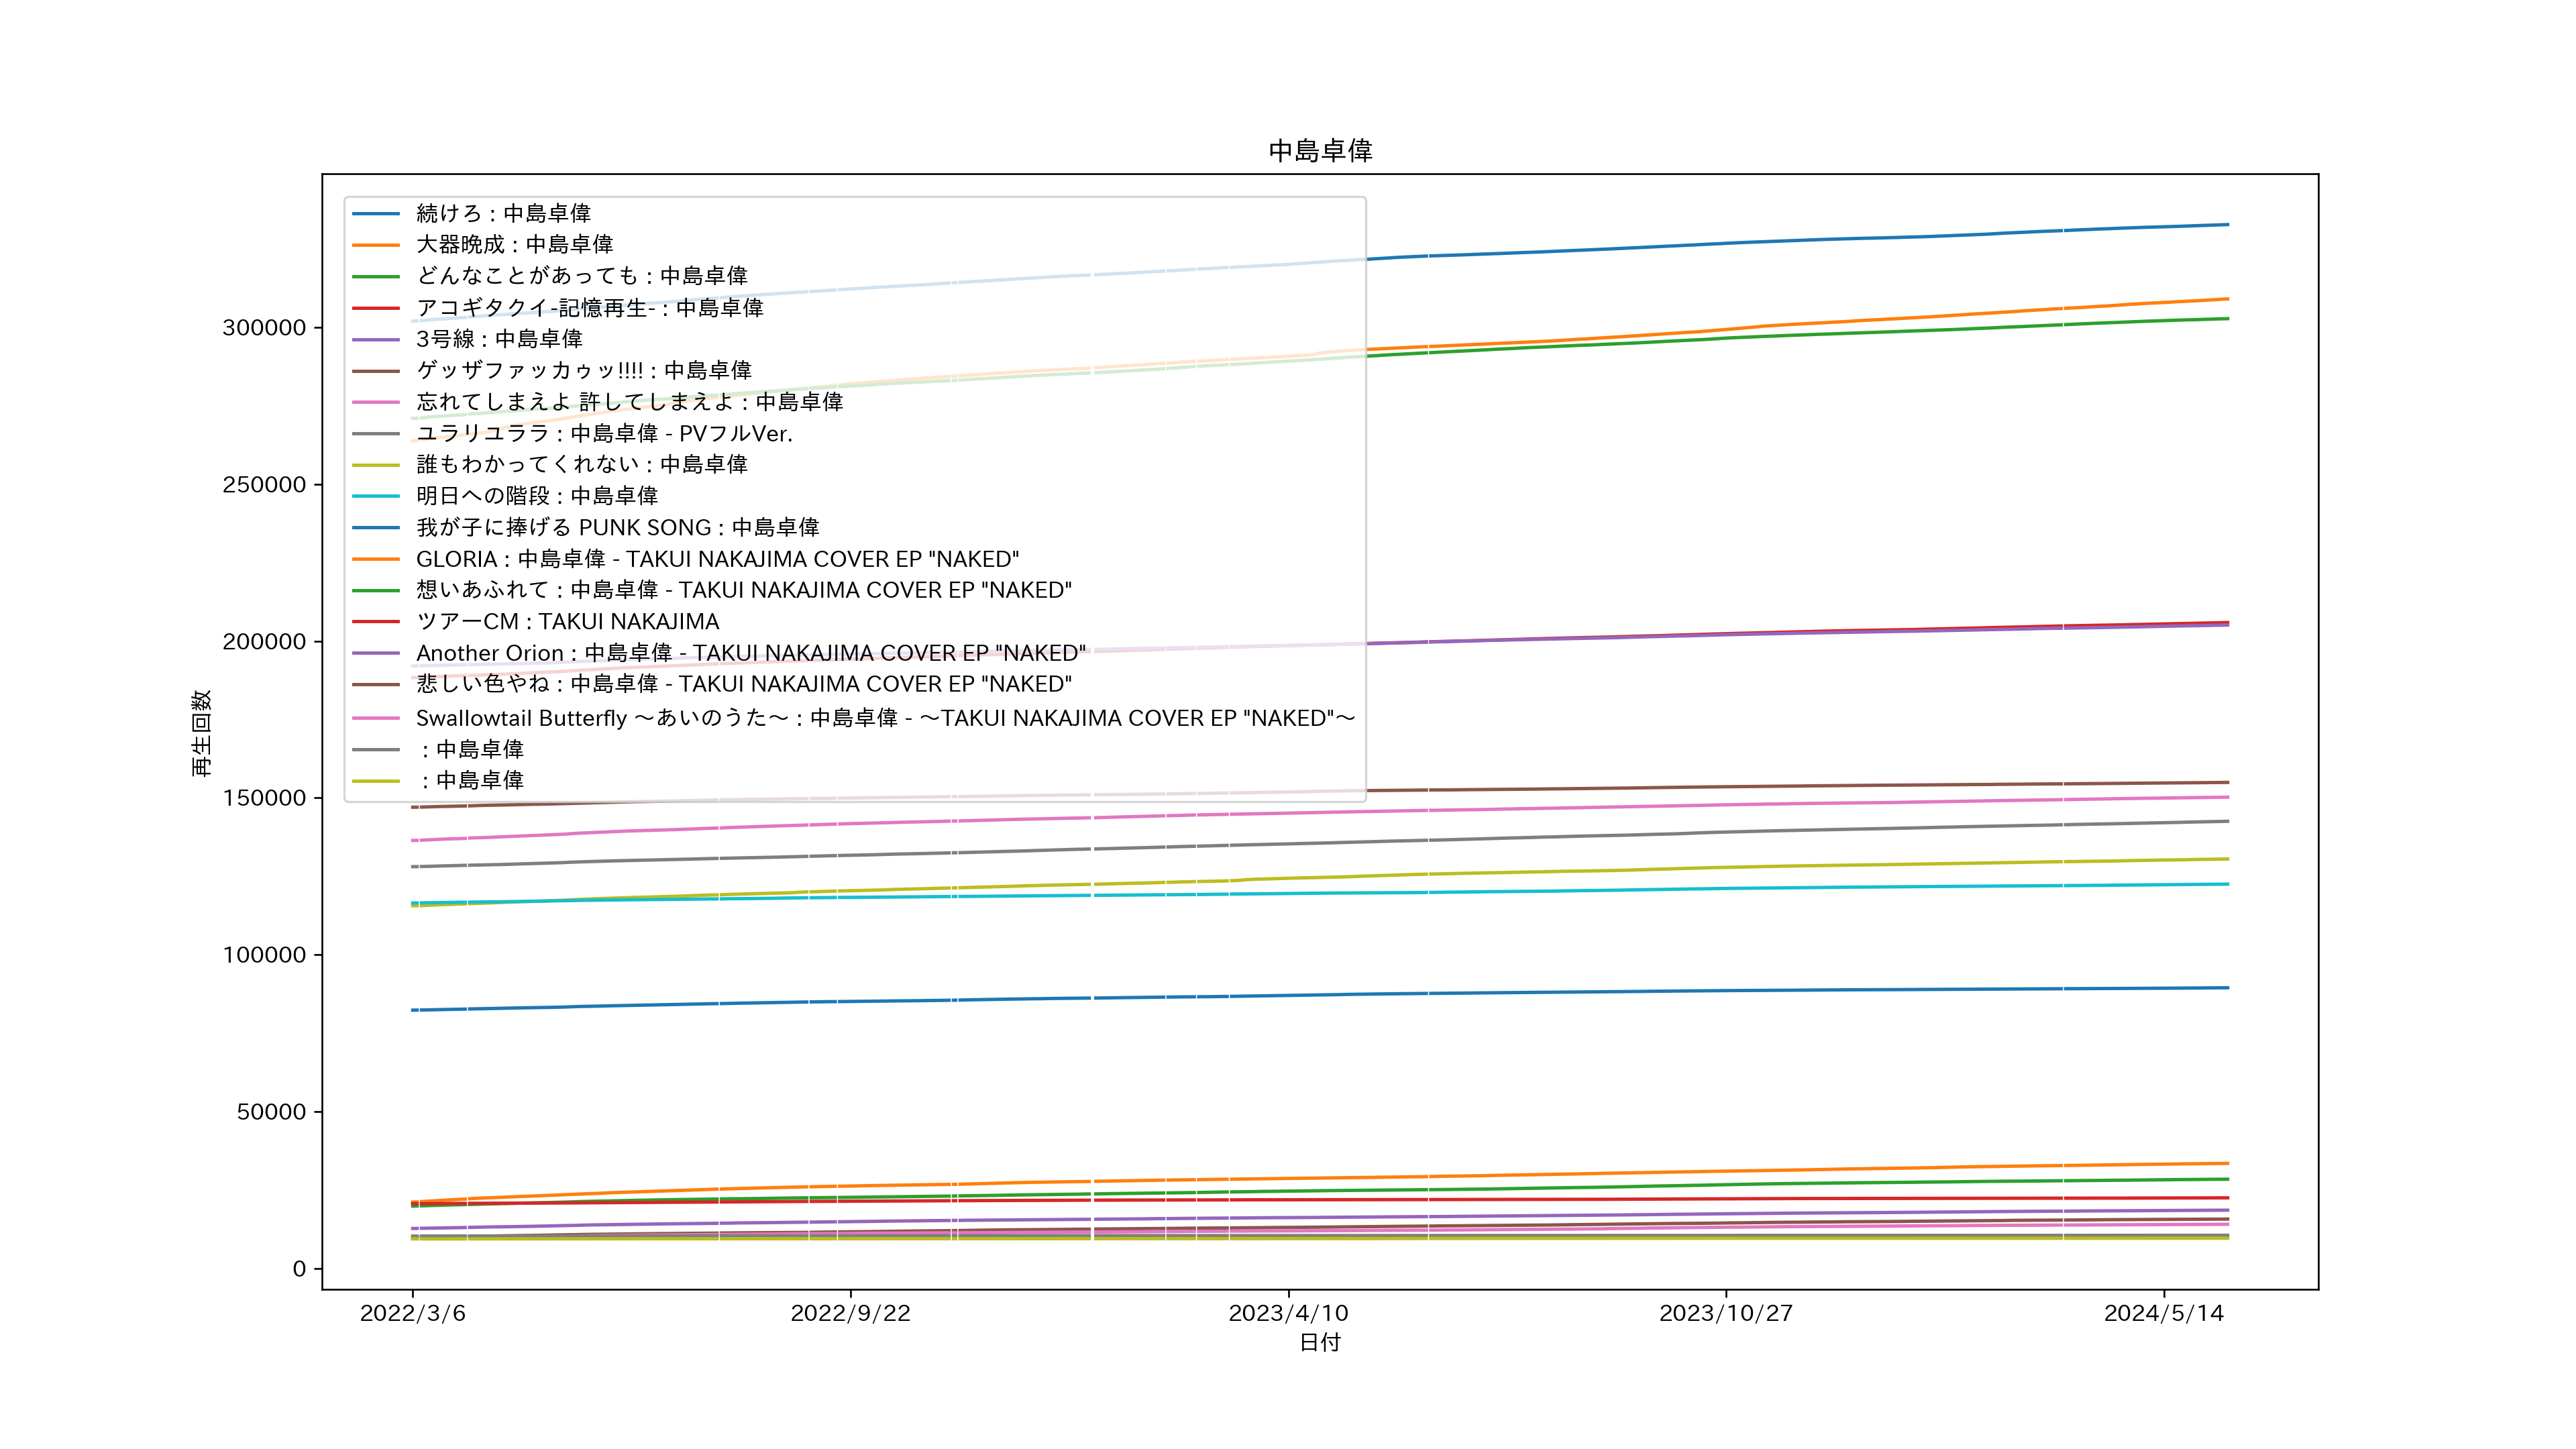 中島卓偉
続けろ : 中島卓偉
大器晩成 : 中島卓偉
どんなことがあっても : 中島卓偉
アコギタクイ-記憶再生- : 中島卓偉
3号線 : 中島卓偉
ゲッザファッカゥッ!!!! : 中島卓偉
忘れてしまえよ 許してしまえよ : 中島卓偉
ユラリユララ : 中島卓偉 - PVフルVer.
誰もわかってくれない : 中島卓偉
明日への階段 : 中島卓偉
我が子に捧げる PUNK SONG : 中島卓偉
GLORIA : 中島卓偉 - TAKUI NAKAJIMA COVER EP "NAKED"
想いあふれて : 中島卓偉 - TAKUI NAKAJIMA COVER EP "NAKED"
ツアーCM : TAKUI NAKAJIMA
Another Orion : 中島卓偉 - TAKUI NAKAJIMA COVER EP "NAKED"
悲しい色やね : 中島卓偉 - TAKUI NAKAJIMA COVER EP "NAKED"
Swallowtail Butterfly 〜あいのうた〜 : 中島卓偉 - 〜TAKUI NAKAJIMA COVER EP "NAKED"〜
: 中島卓偉
: 中島卓偉
300000
250000
200000
150000
100000
50000
0
再生回数
2022/3/6
2022/9/22
2023/4/10
2023/10/27
2024/5/14
日付